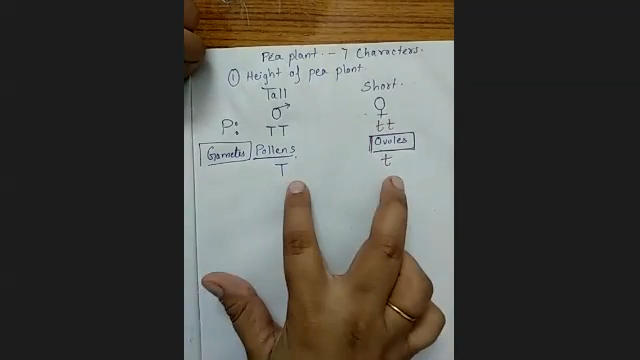 Pea plant - 7 Characters.
① Height of pea plant
Tall Short.
♂ ♀
P: TT tt
Gametes Pollens. Ovules
T t